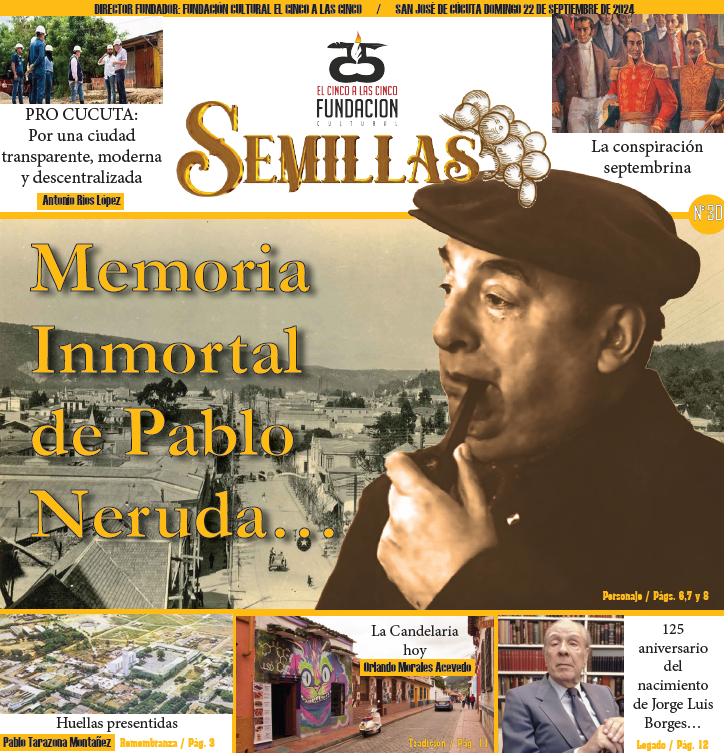 DIRECTOR FUNDADOR: FUNDACIÓN CULTURAL EL CINCO A LAS CINCO / SAN JOSÉ DE CÚCUTA DOMINGO 22 DE SEPTIEMBRE DE 2024
EL CINCO A LAS CINCO
FUNDACION
CULTURAL
SEMILLAS
PRO CUCUTA:
Por una ciudad
transparente, moderna
y descentralizada
Antonio Ríos López
La conspiración
septembrina
N°30
Memoria
Inmortal
de Pablo
Neruda...
Personaje / Págs. 6,7 y 8
Huellas presentidas
Pablo Tarazona Montañez Remembranza / Pág. 3
La Candelaria
hoy
Orlando Morales Acevedo
Tradición / Pág. 11
125
aniversario
del
nacimiento
de Jorge Luis
Borges...
Legado / Pág. 12